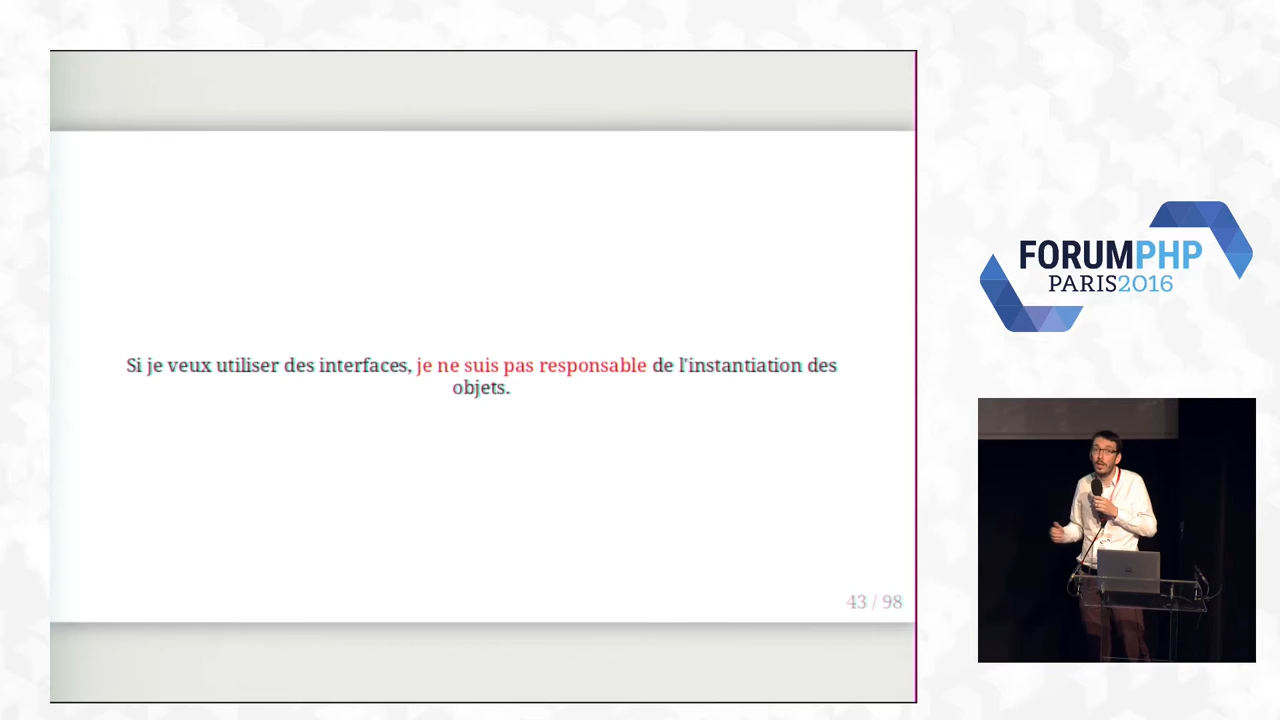 Si je veux utiliser des interfaces, je ne suis pas responsable de l'instantiation des
objets.
43 / 98
FORUMPHP
PARIS2016